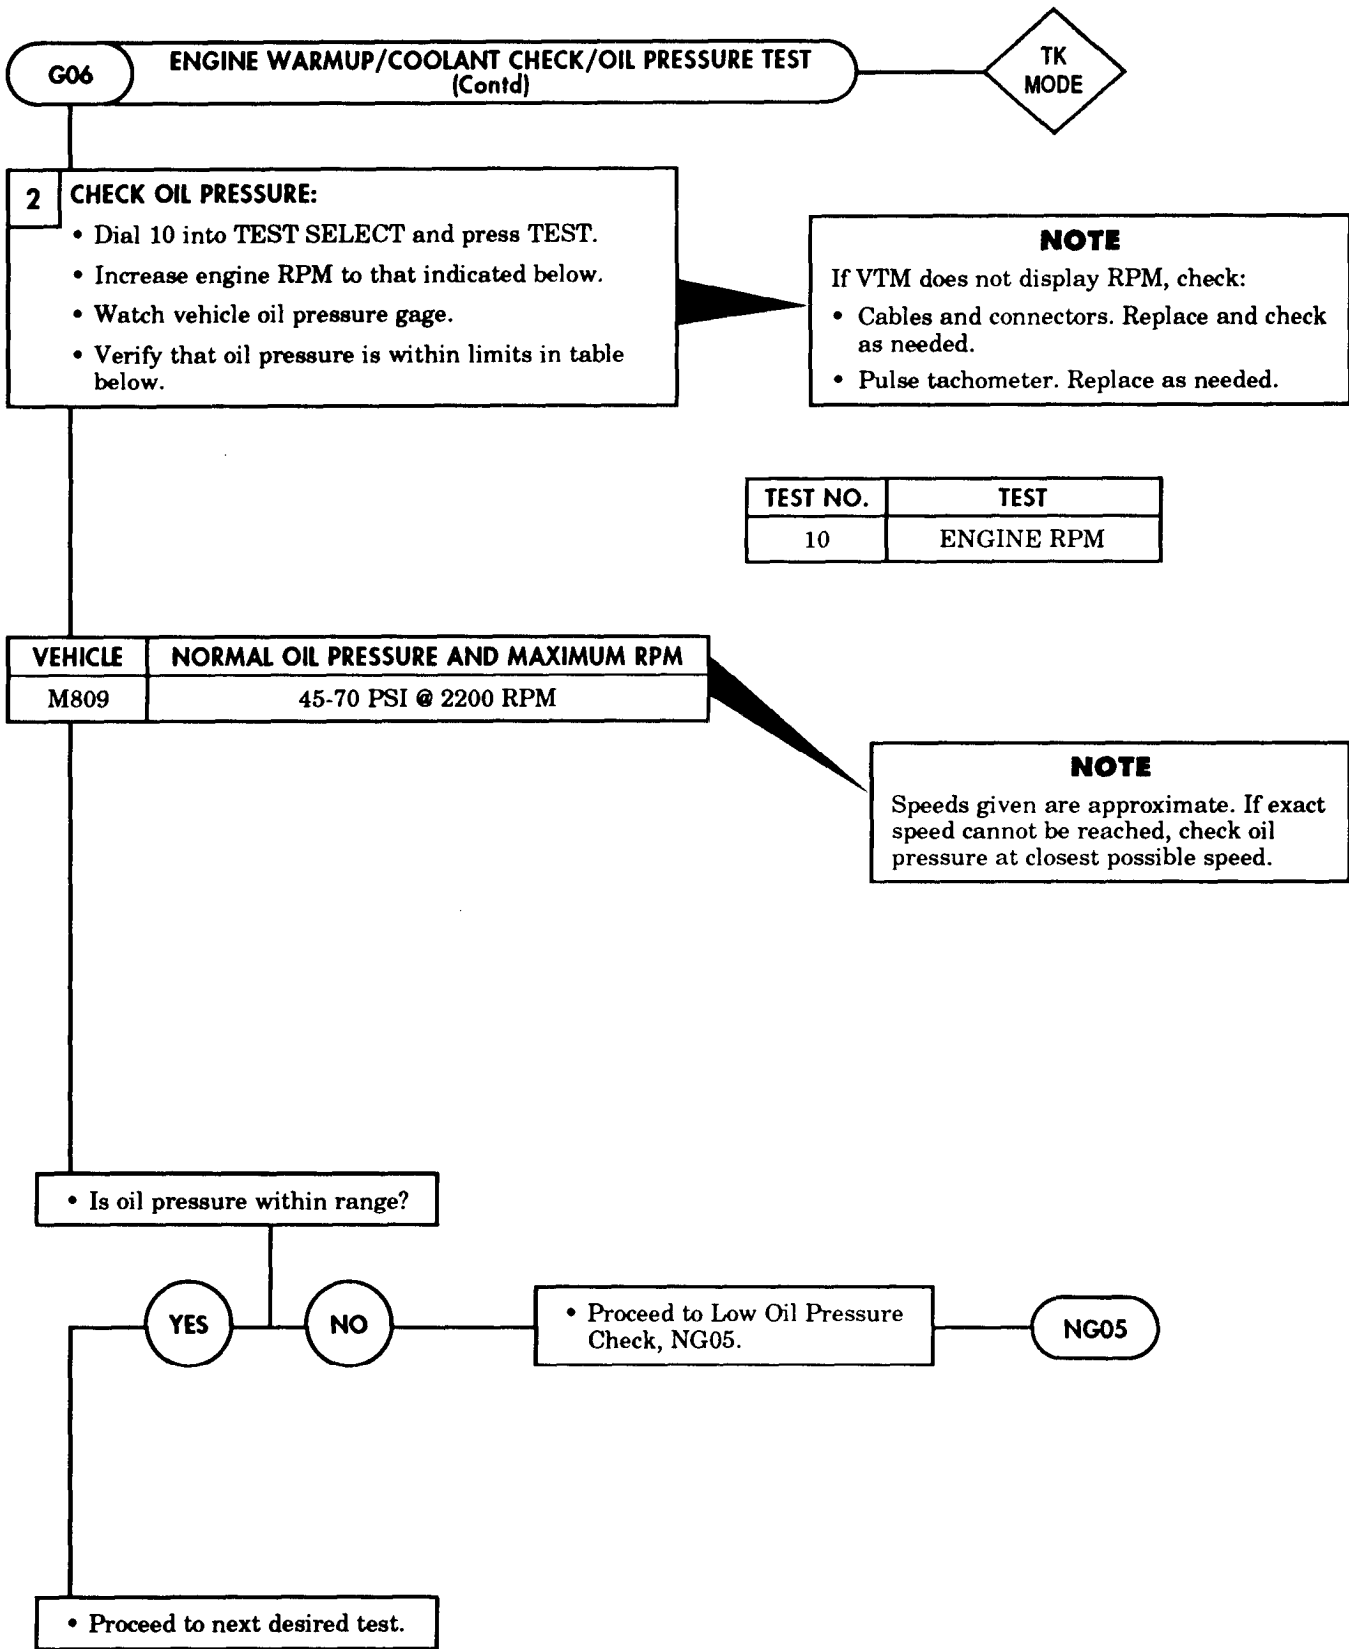 G06
ENGINE WARMUP/COOLANT CHECK/OIL PRESSURE TEST
(Contd)
TK
MODE
2
CHECK OIL PRESSURE:
• Dial 10 into TEST SELECT and press TEST.
• Increase engine RPM to that indicated below.
• Watch vehicle oil pressure gage.
• Verify that oil pressure is within limits in table
below.
NOTE
If VTM does not display RPM, check:
• Cables and connectors. Replace and check
as needed.
• Pulse tachometer. Replace as needed.
TEST NO. TEST
10 ENGINE RPM
VEHICLE NORMAL OIL PRESSURE AND MAXIMUM RPM
M809 45-70 PSI @ 2200 RPM
NOTE
Speeds given are approximate. If exact
speed cannot be reached, check oil
pressure at closest possible speed.
• Is oil pressure within range?
YES NO
• Proceed to Low Oil Pressure
Check, NG05.
NG05
• Proceed to next desired test.